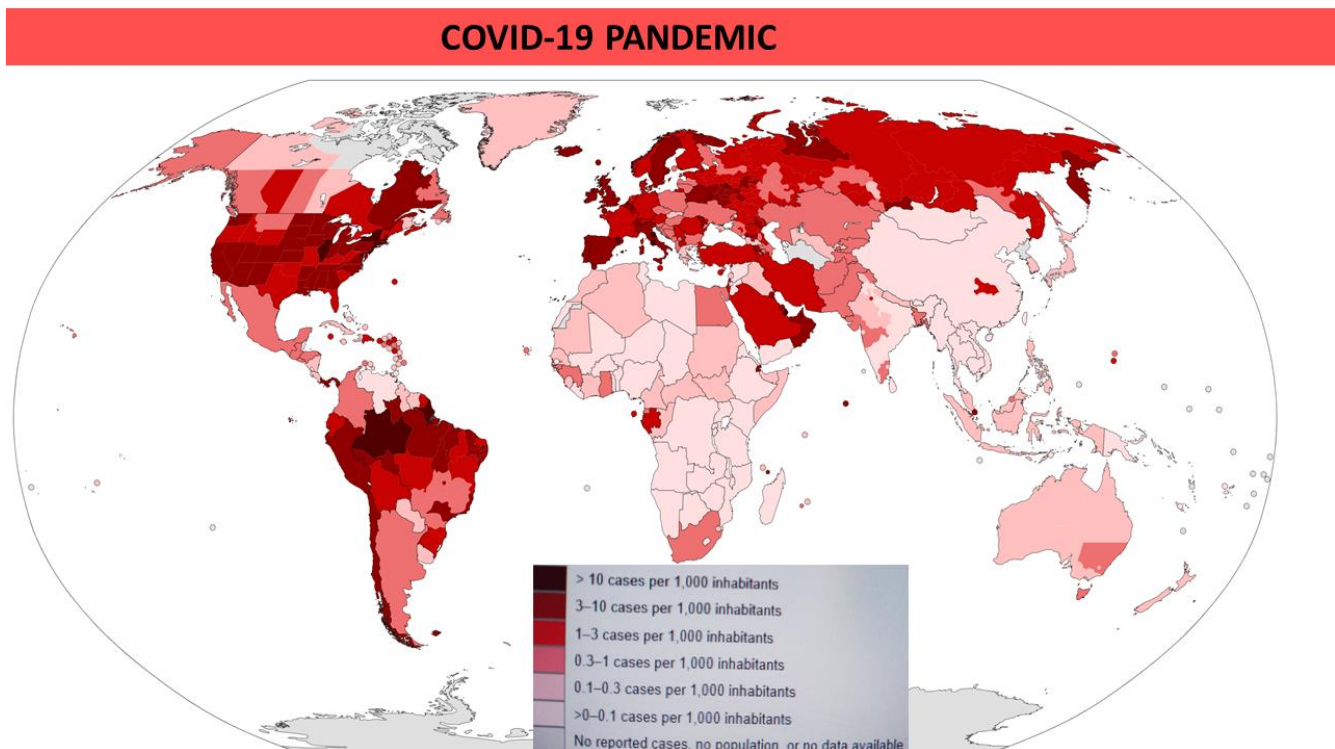 COVID-19 PANDEMIC
> 10 cases per 1,000 inhabitants
3–10 cases per 1,000 inhabitants
1–3 cases per 1,000 inhabitants
0.3–1 cases per 1,000 inhabitants
0.1–0.3 cases per 1,000 inhabitants
>0–0.1 cases per 1,000 inhabitants
No reported cases, no population, or no data available